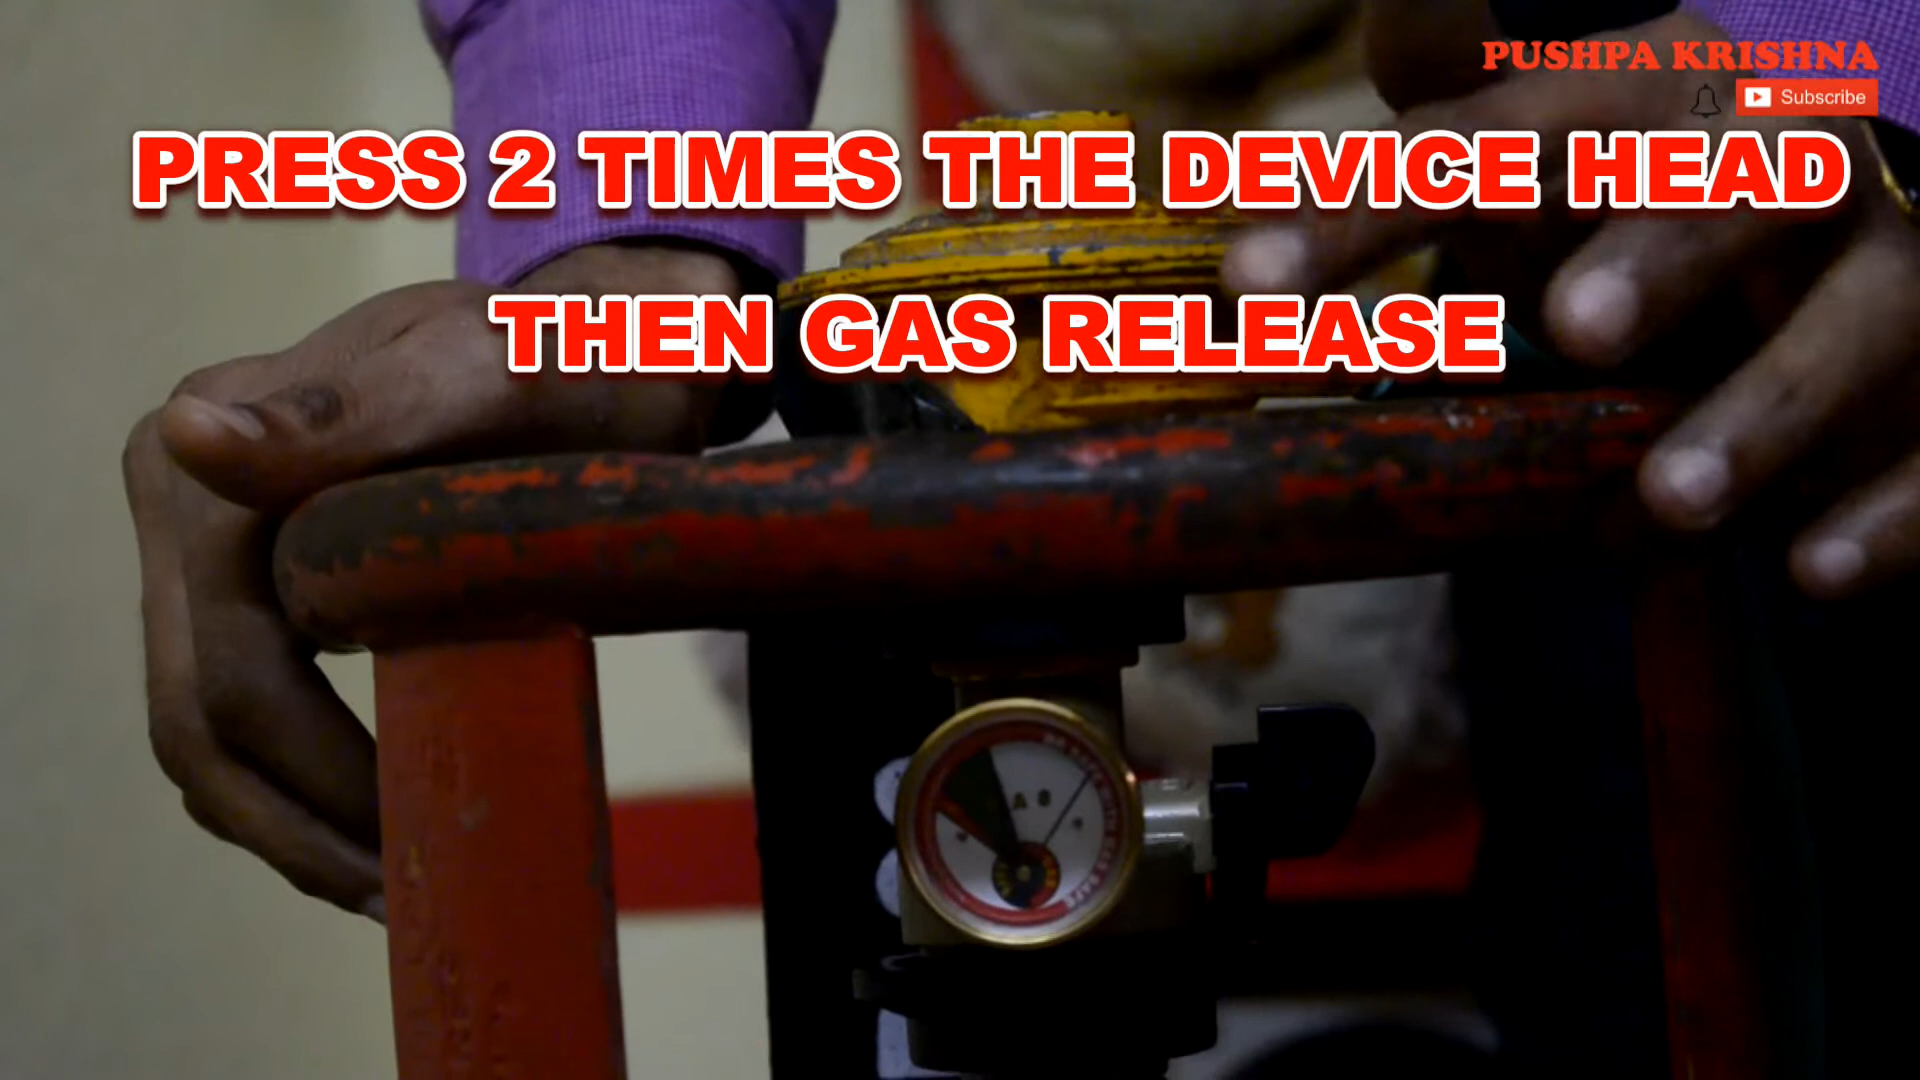 PUSHPA KRISHNA
Subscribe
PRESS 2 TIMES THE DEVICE HEAD
THEN GAS RELEASE